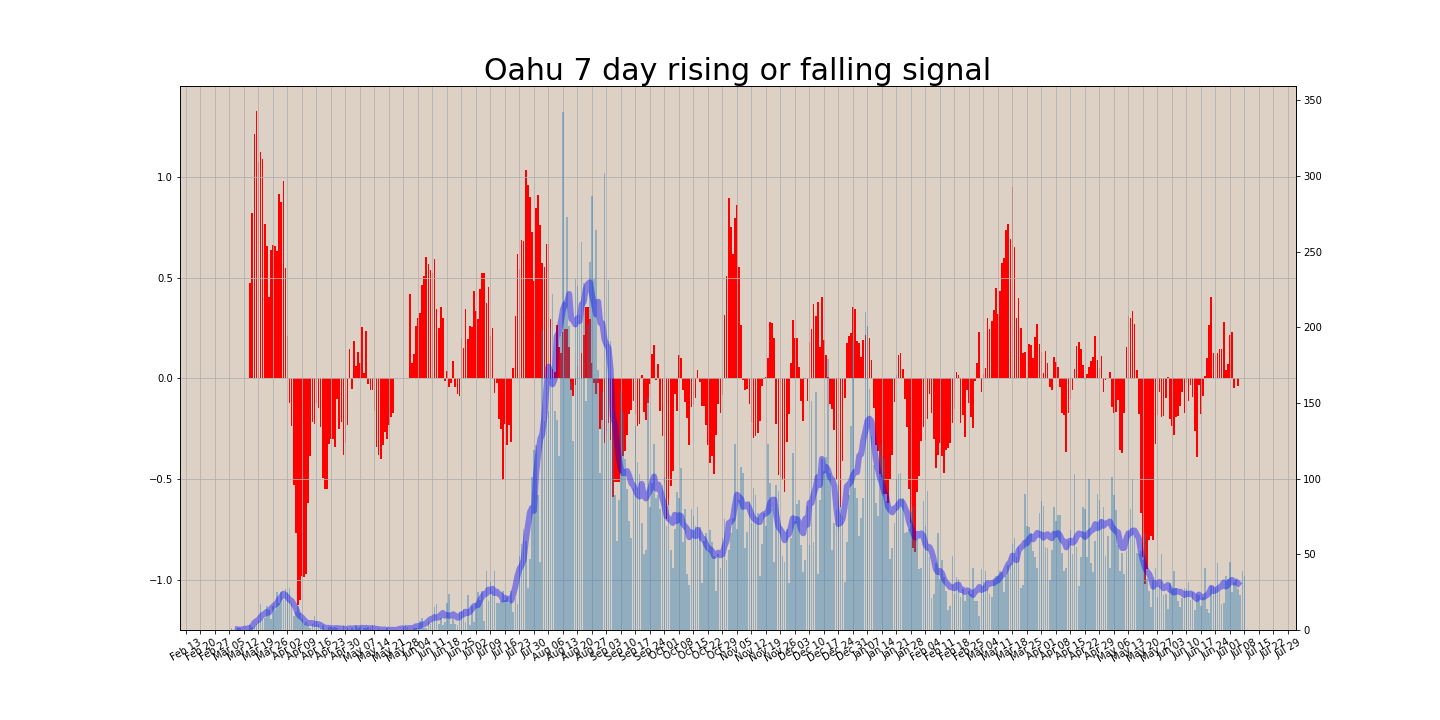 Oahu 7 day rising or falling signal
1.0
0.5
0.0
−0.5
−1.0
350
300
250
200
150
100
50
0
Feb 13
Feb 20
Feb 27
Mar 05
Mar 12
Mar 19
Mar 26
Apr 02
Apr 09
Apr 16
Apr 23
Apr 30
May 07
May 14
May 21
May 28
Jun 04
Jun 11
Jun 18
Jun 25
Jul 02
Jul 09
Jul 16
Jul 23
Jul 30
Aug 06
Aug 13
Aug 20
Aug 27
Sep 03
Sep 10
Sep 17
Sep 24
Oct 01
Oct 08
Oct 15
Oct 22
Oct 29
Nov 05
Nov 12
Nov 19
Nov 26
Dec 03
Dec 10
Dec 17
Dec 24
Dec 31
Jan 07
Jan 14
Jan 21
Jan 28
Feb 04
Feb 11
Feb 18
Feb 25
Mar 04
Mar 11
Mar 18
Mar 25
Apr 01
Apr 08
Apr 15
Apr 22
Apr 29
May 06
May 13
May 20
May 27
Jun 03
Jun 10
Jun 17
Jun 24
Jul 01
Jul 08
Jul 15
Jul 22
Jul 29